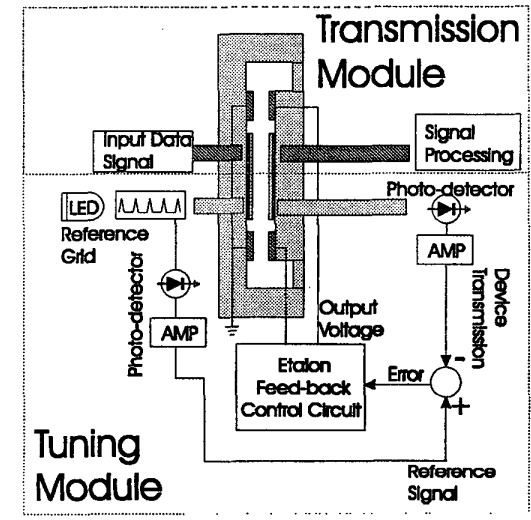 Transmission
Module
Input Data
Signal
Signal
Processing
Photo-detector
LED
Reference
Grid
AMP
Photo-detector
AMP
Device
Transmission
Output
Voltage
Etalon
Feed-back
Control Circuit
Error
-
+
Tuning
Module
Reference
Signal